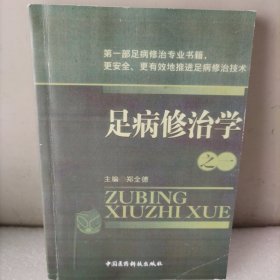 第一部足病修治专业书籍，
更安全、更有效地推进足病修治技术
足病修治学
之一
主编 郑全德
ZUBING
XIUZHI XUE
中国医药科技出版社